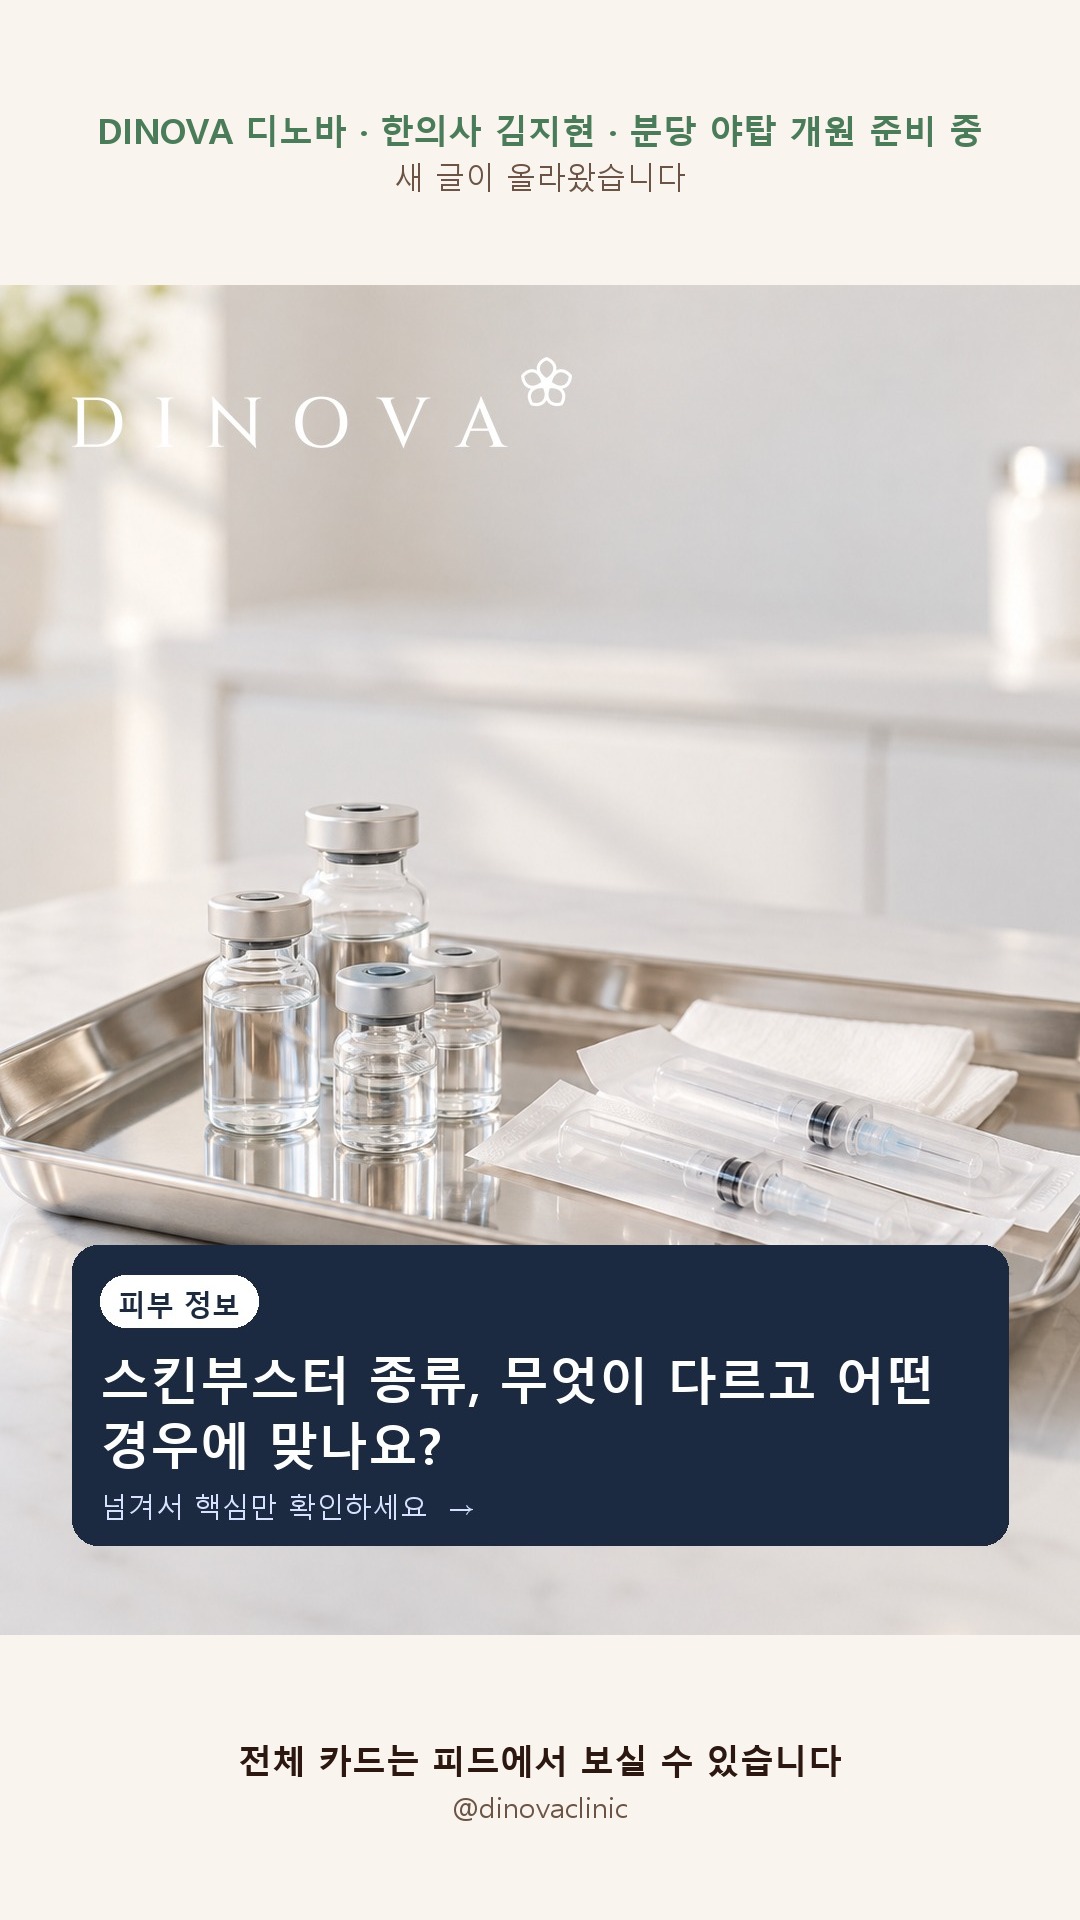 DINOVA 디노바 · 한의사 김지현 · 분당 야탑 개원 준비 중
새 글이 올라왔습니다
DINOVA
피부 정보
스킨부스터 종류, 무엇이 다르고 어떤
경우에 맞나요?
넘겨서 핵심만 확인하세요 →
전체 카드는 피드에서 보실 수 있습니다
@dinovaclinic